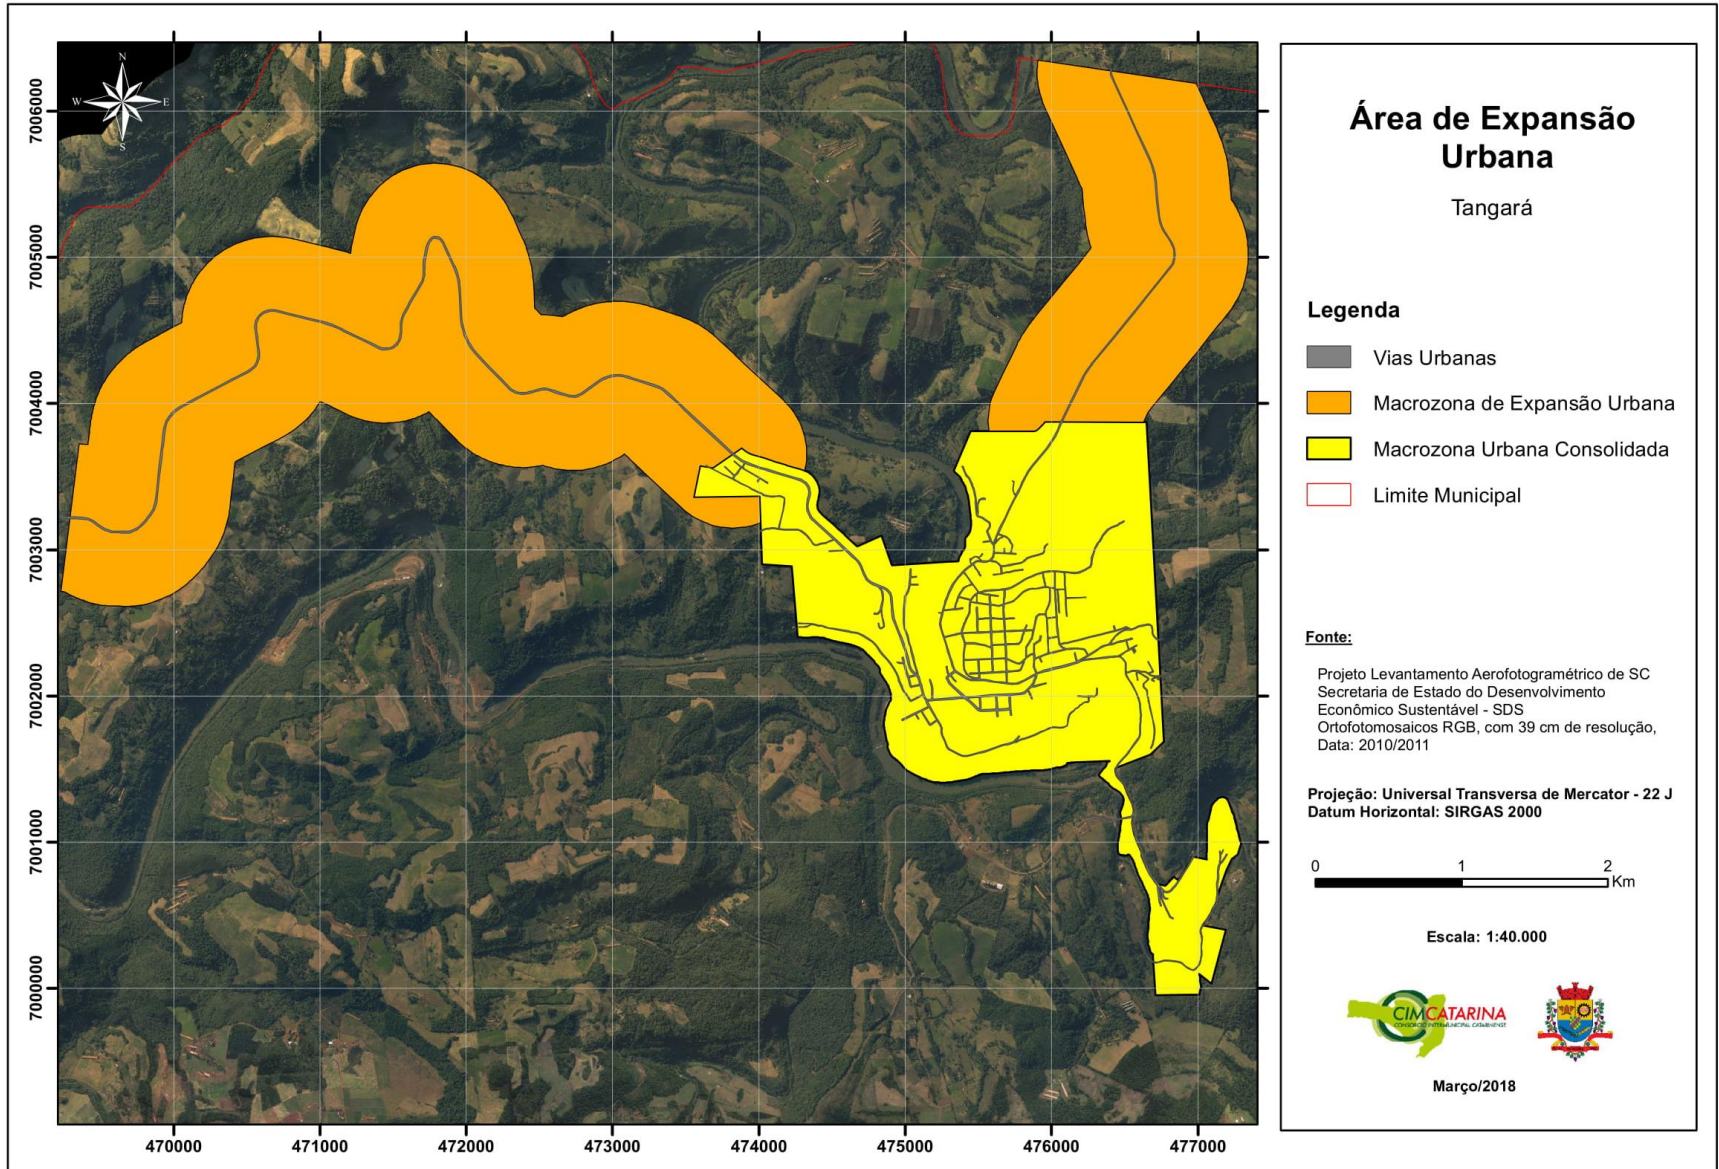 N
W
E
S
7006000
7005000
7004000
7003000
7002000
7001000
7000000
470000
471000
472000
473000
474000
475000
476000
477000
Área de Expansão
Urbana
Tangará
Legenda
Vias Urbanas
Macrozona de Expansão Urbana
Macrozona Urbana Consolidada
Limite Municipal
Fonte:
Projeto Levantamento Aerofotogramétrico de SC
Secretaria de Estado do Desenvolvimento
Econômico Sustentável - SDS
Ortofotomosaicos RGB, com 39 cm de resolução,
Data: 2010/2011
Projeção: Universal Transversa de Mercator - 22 J
Datum Horizontal: SIRGAS 2000
0 1 2
Km
Escala: 1:40.000
CIMCATARINA
CONSÓRCIO INTERMUNICIPAL CATARINENSE
Março/2018